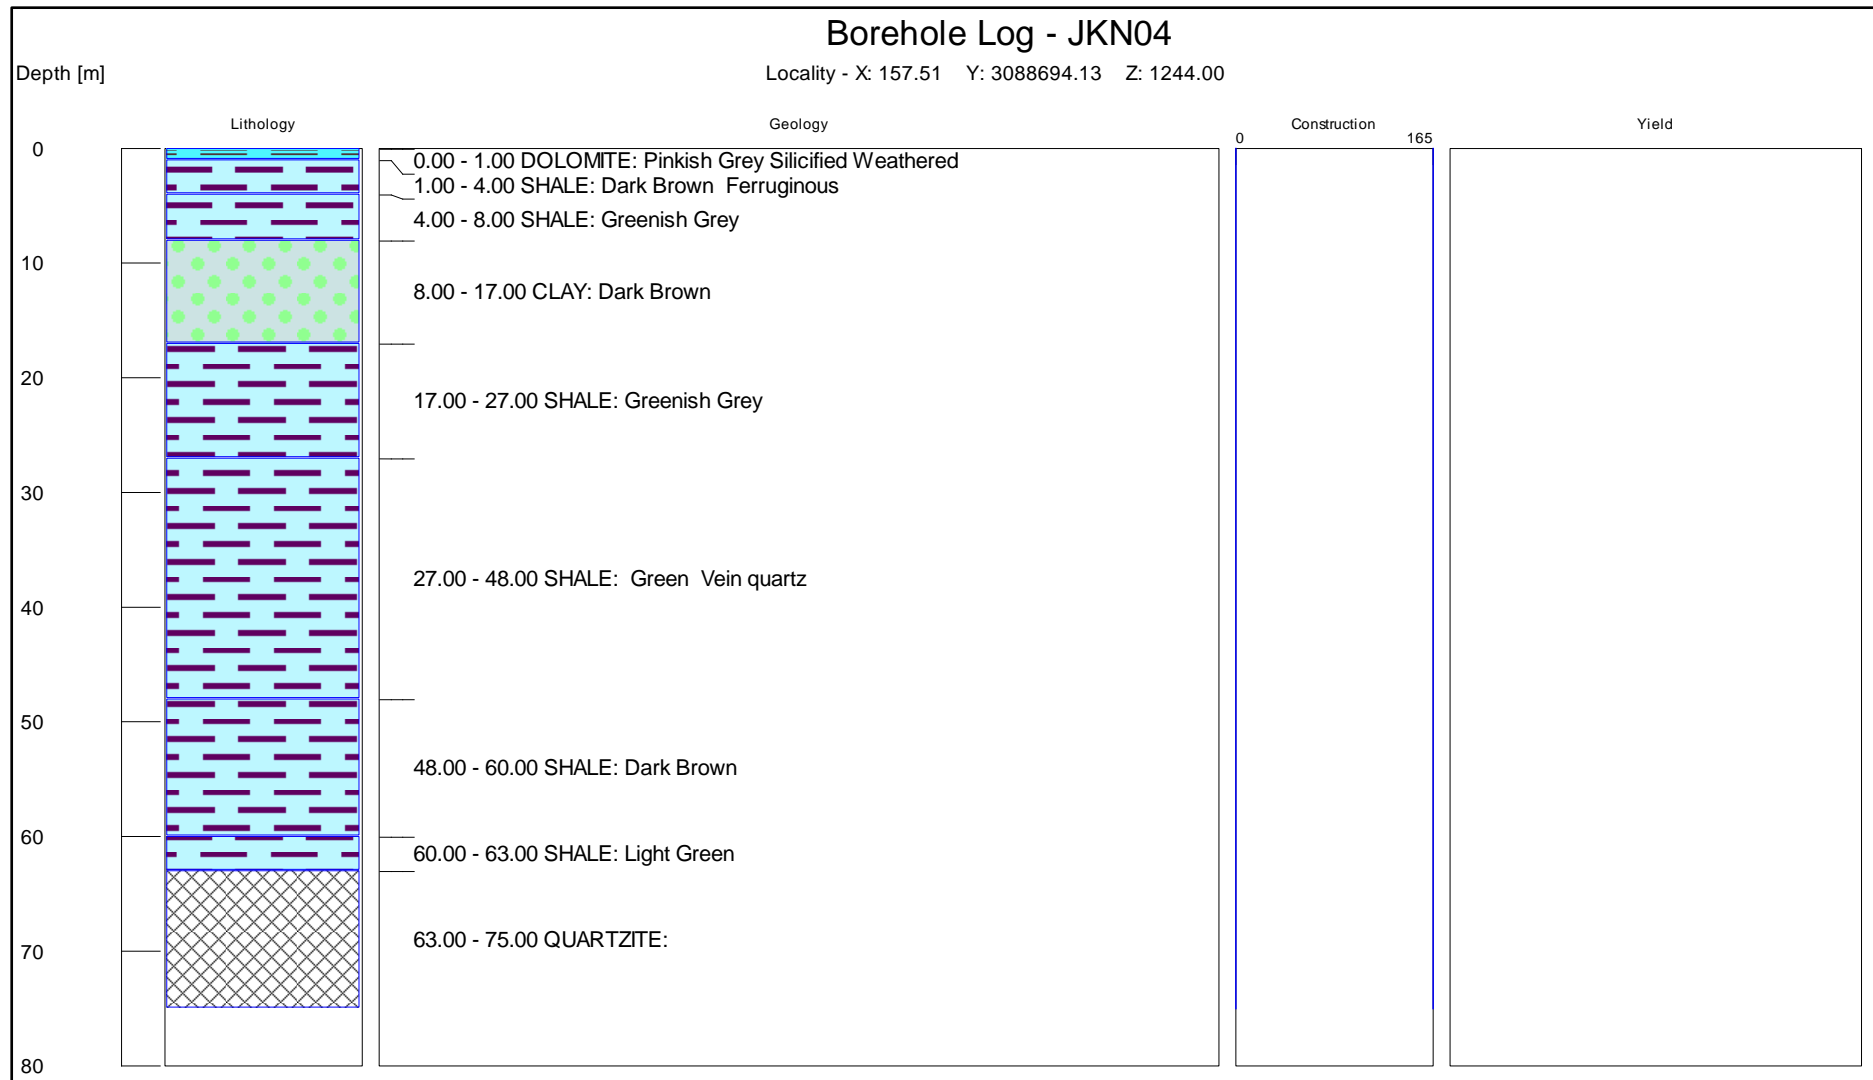 Borehole Log - JKN04
Depth [m]
Locality - X: 157.51 Y: 3088694.13 Z: 1244.00
Lithology
Geology
Construction
Yield
0 165
0
0.00 - 1.00 DOLOMITE: Pinkish Grey Silicified Weathered
1.00 - 4.00 SHALE: Dark Brown Ferruginous
4.00 - 8.00 SHALE: Greenish Grey
10
8.00 - 17.00 CLAY: Dark Brown
20
17.00 - 27.00 SHALE: Greenish Grey
30
27.00 - 48.00 SHALE: Green Vein quartz
40
50
48.00 - 60.00 SHALE: Dark Brown
60
60.00 - 63.00 SHALE: Light Green
63.00 - 75.00 QUARTZITE:
70
80